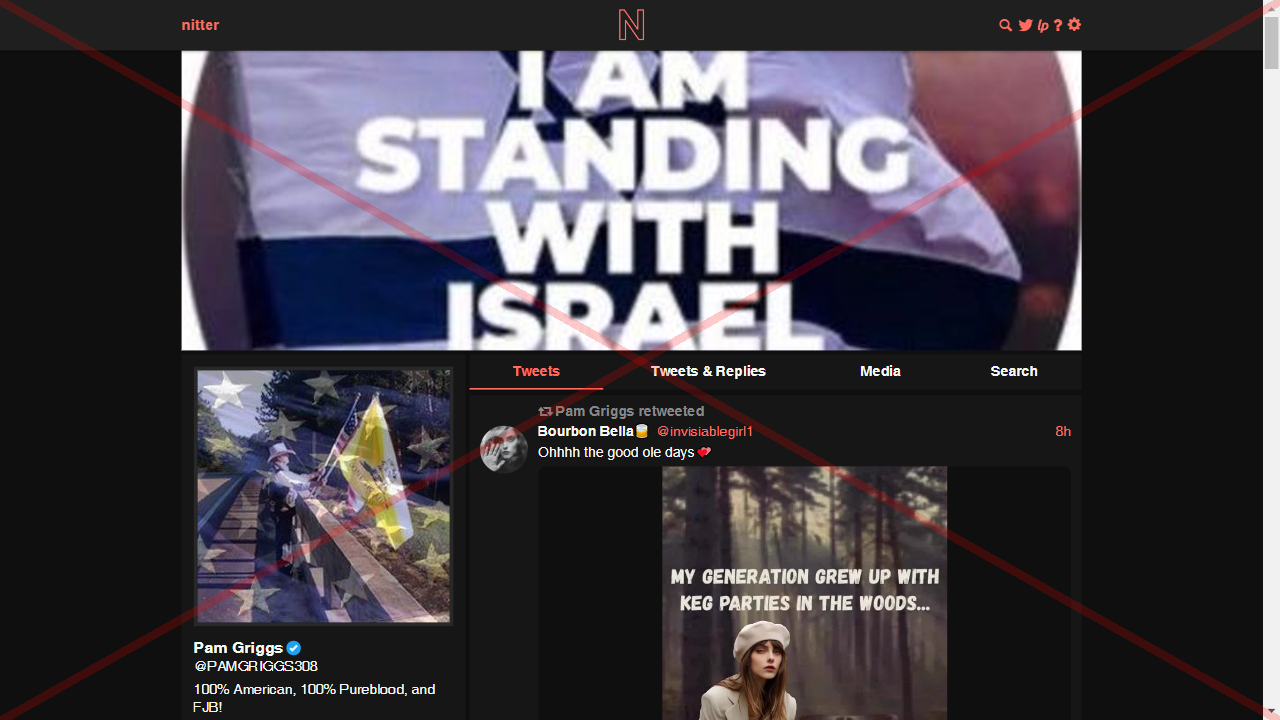 nitter
N
lp ?
I AM
STANDING
WITH
ISRAEL
Tweets
Tweets & Replies
Media
Search
Pam Griggs retweeted
Bourbon Bella🥃 @invisiablegirl1
8h
Ohhhh the good ole days💕
MY GENERATION GREW UP WITH
KEG PARTIES IN THE WOODS...
Pam Griggs
@PAMGRIGGS308
100% American, 100% Pureblood, and
FJB!